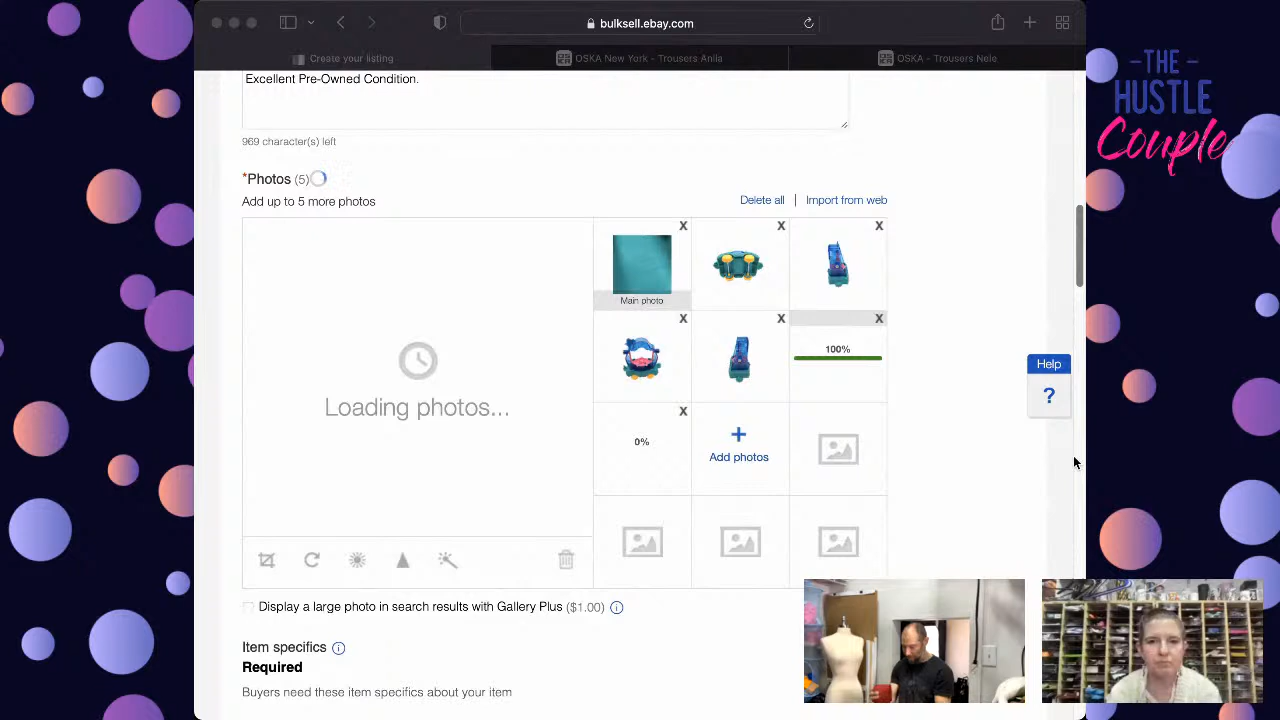 bulksell.ebay.com
Create your listing
OSKA New York - Trousers Anlia
OSKA - Trousers Nele
-THE-
HUSTLE
Couple
Excellent Pre-Owned Condition.
969 character(s) left
*Photos (5)
Add up to 5 more photos
Delete all | Import from web
X
X
X
Main photo
X
X
X
100%
Loading photos...
X
0%
+
Add photos
Help
?
Display a large photo in search results with Gallery Plus ($1.00)
Item specifics
Required
Buyers need these item specifics about your item